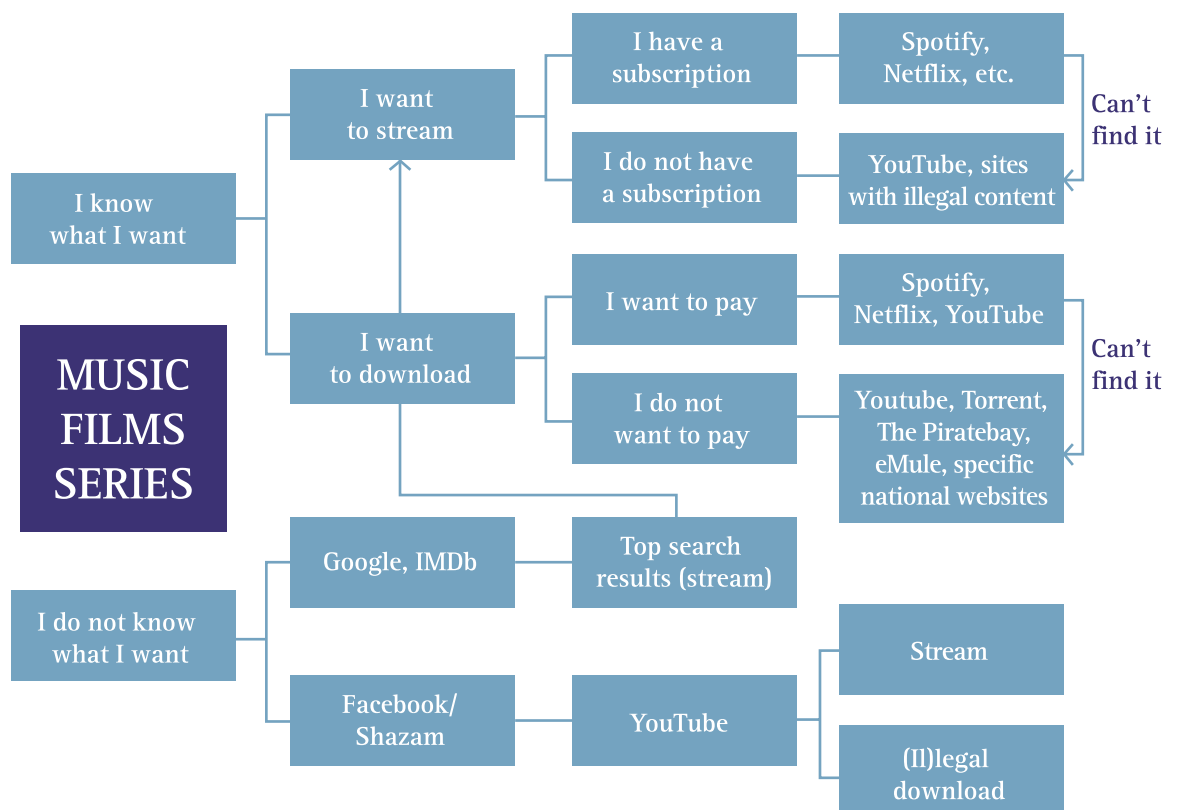 I have a
subscription
Spotify,
Netflix, etc.
Can't
find it
I want
to stream
I do not have
a subscription
YouTube, sites
with illegal content
I know
what I want
I want to pay
Spotify,
Netflix, YouTube
Can't
find it
I want
to download
I do not
want to pay
Youtube, Torrent,
The Piratebay,
eMule, specific
national websites
MUSIC
FILMS
SERIES
Google, IMDb
Top search
results (stream)
I do not know
what I want
Stream
Facebook/
Shazam
YouTube
(Il)legal
download